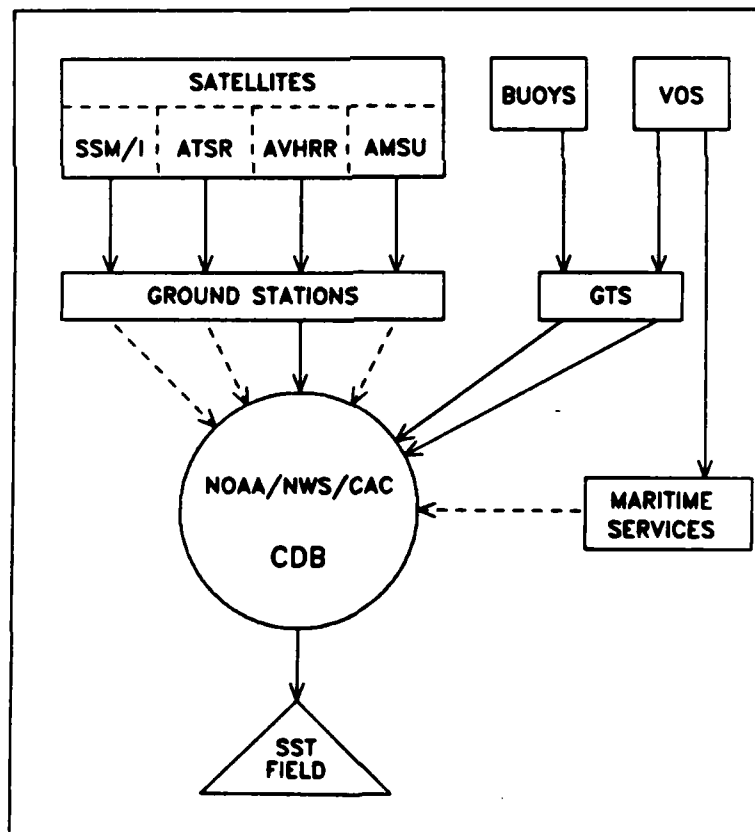 SATELLITES
SSM/I ATSR AVHRR AMSU
BUOYS
VOS
GROUND STATIONS
GTS
NOAA/NWS/CAC
CDB
MARITIME
SERVICES
SST
FIELD